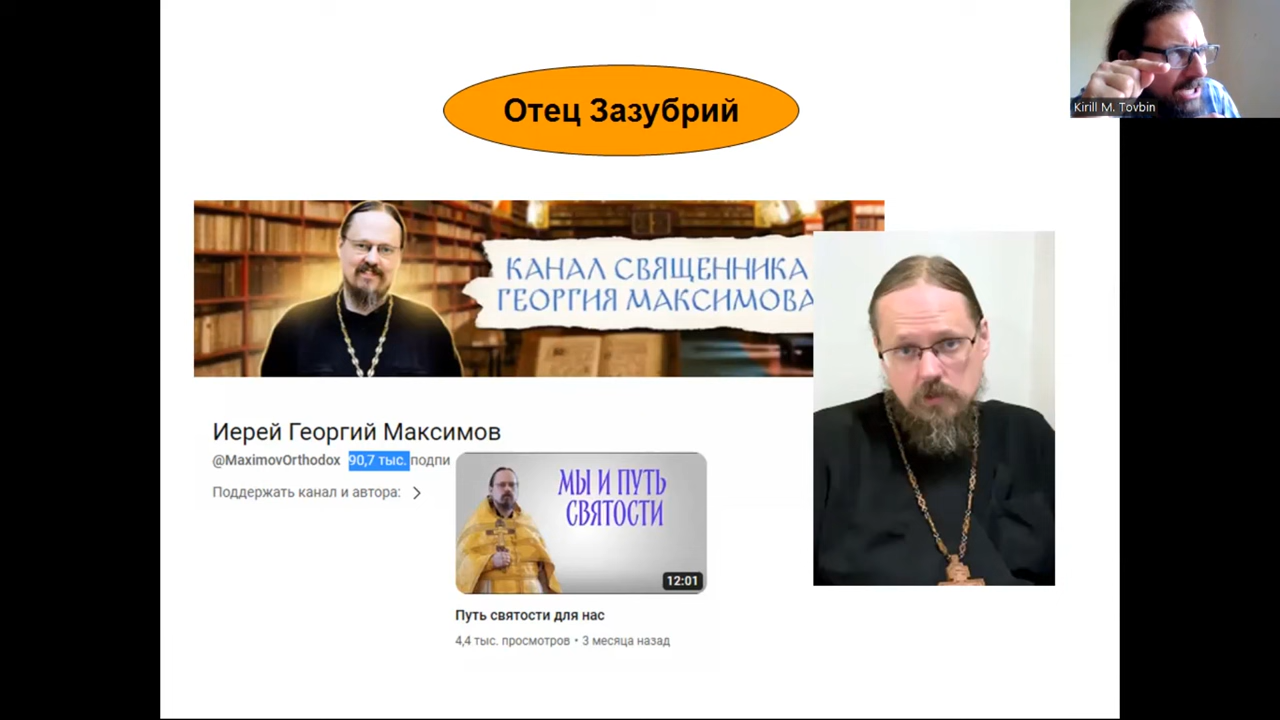 Отец Зазубрий
Kirill M. Tovbin
КАНАЛ СВЯЩЕННИКА
ГЕОРГИЯ МАКСИМОВА
Иерей Георгий Максимов
@MaximovOrthodox 90,7 тыс. подпи
Поддержать канал и автора:
МЫ И ПУТЬ
СВЯТОСТИ
12:01
Путь святости для нас
4,4 тыс. просмотров • 3 месяца назад